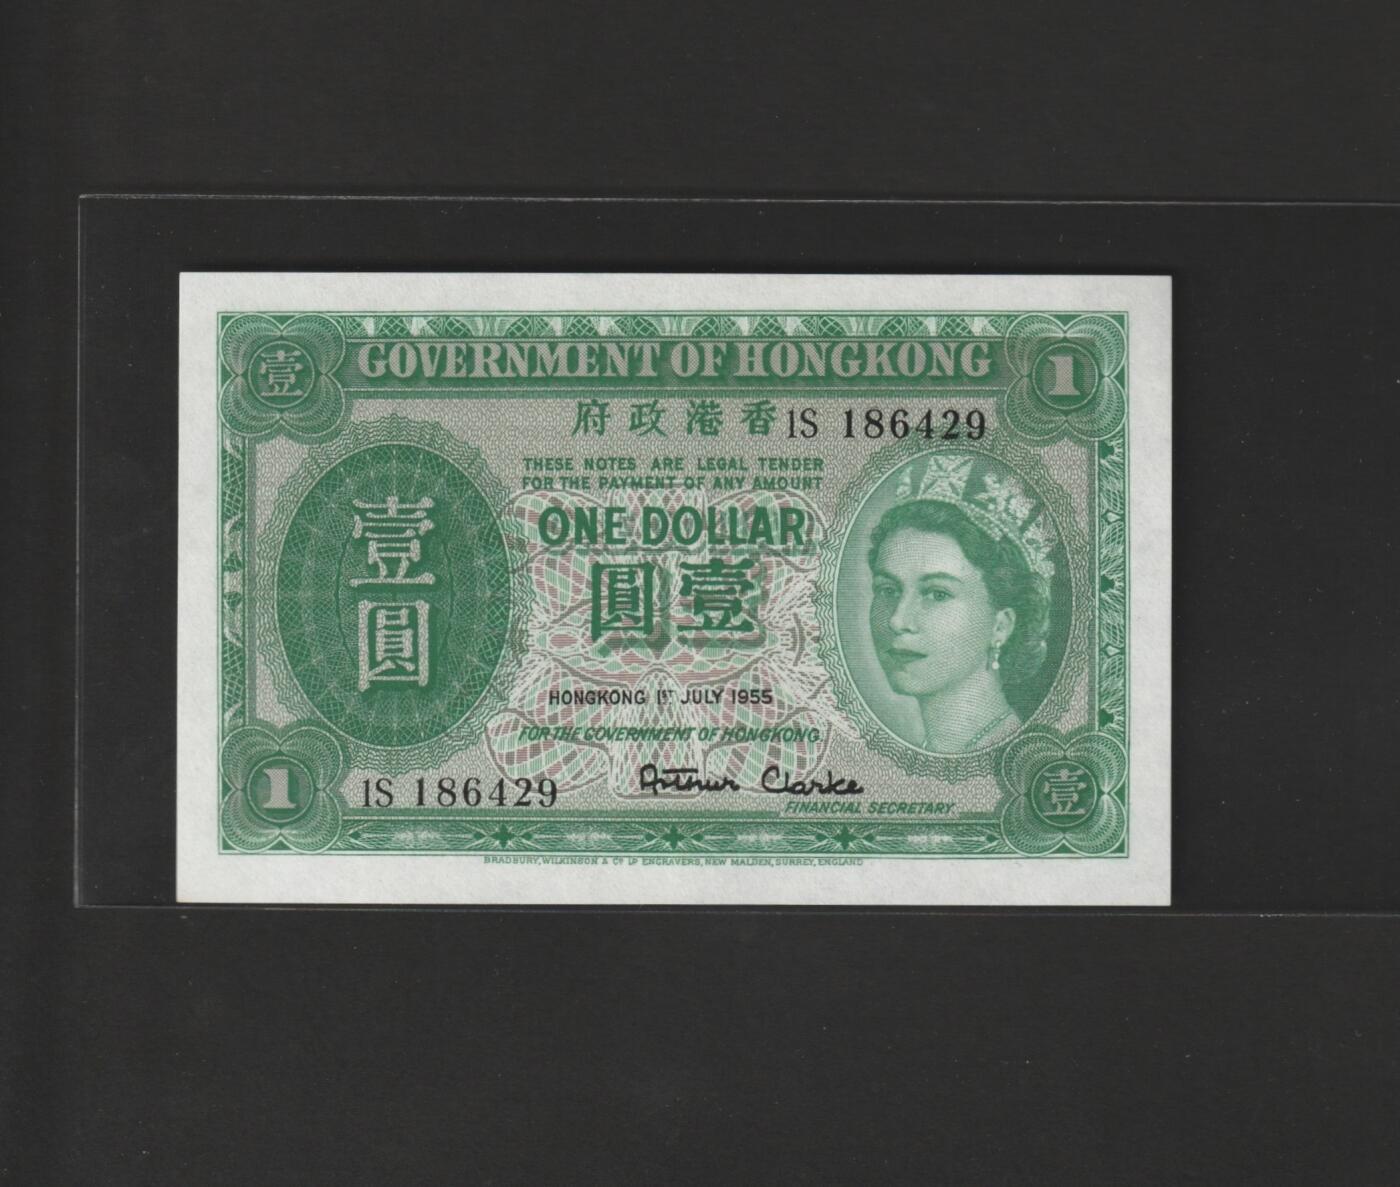 壹
GOVERNMENT OF HONGKONG
1
府政港香
1S 186429
THESE NOTES ARE LEGAL TENDER
FOR THE PAYMENT OF ANY AMOUNT
ONE DOLLAR
圓壹
壹
圓
HONGKONG 1ST JULY 1955
FOR THE GOVERNMENT OF HONGKONG.
1
1S 186429
Arthur Clarke
FINANCIAL SECRETARY
壹
BRADBURY, WILKINSON & Co LD ENGRAVERS, NEW MALDEN, SURREY, ENGLAND